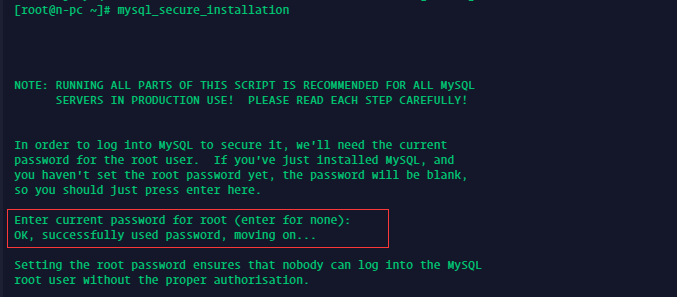 [root@n-pc ~]# mysql_secure_installation
NOTE: RUNNING ALL PARTS OF THIS SCRIPT IS RECOMMENDED FOR ALL MySQL
SERVERS IN PRODUCTION USE!  PLEASE READ EACH STEP CAREFULLY!
In order to log into MySQL to secure it, we'll need the current
password for the root user.  If you've just installed MySQL, and
you haven't set the root password yet, the password will be blank,
so you should just press enter here.
Enter current password for root (enter for none):
OK, successfully used password, moving on...
Setting the root password ensures that nobody can log into the MySQL
root user without the proper authorisation.